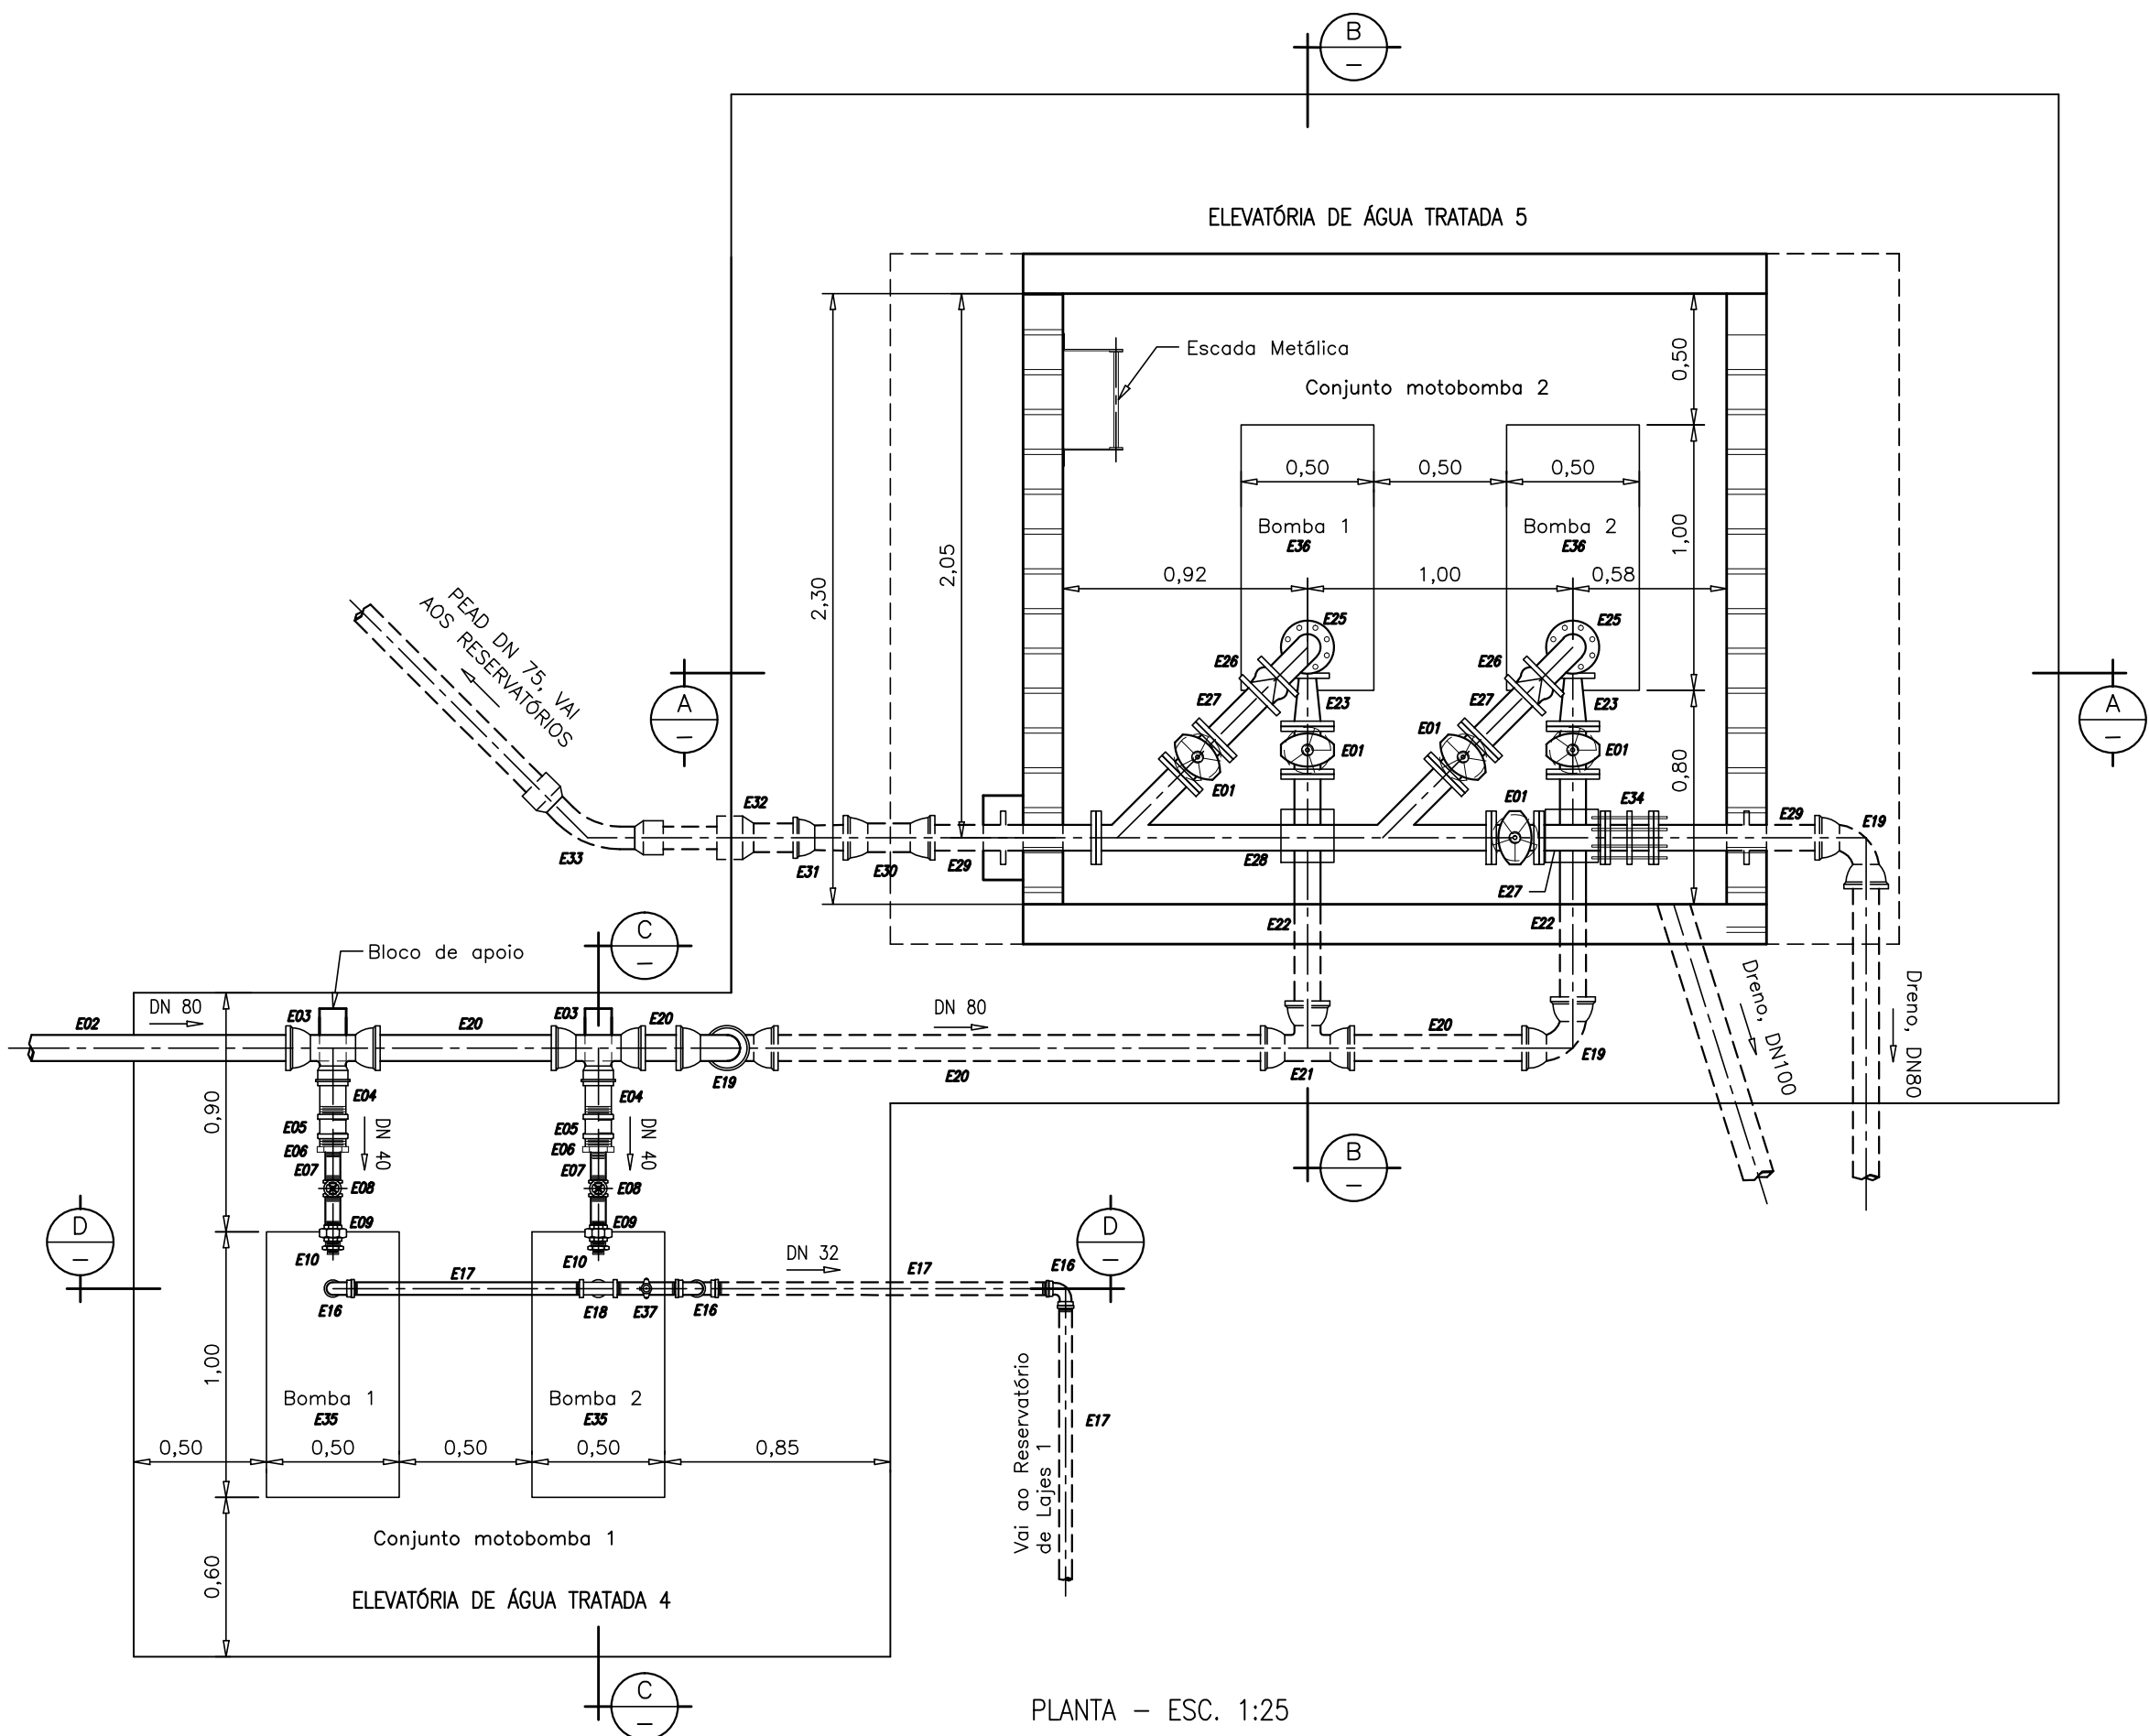 B
–
ELEVATÓRIA DE ÁGUA TRATADA 5
Escada Metálica
Conjunto motobomba 2
0,50
0,50
0,50
0,50
Bomba 1
E36
Bomba 2
E36
1,00
2,05
2,30
0,92
1,00
0,58
PEAD DN 75, VAI
AOS RESERVATÓRIOS
E25
E25
E26
E26
E27
E23
E27
E23
A
–
A
–
E01
E01
E01
E01
E01
0,80
E34
E32
E29
E19
E33
E31
E30
E29
E28
E27
E22
E22
C
–
Bloco de apoio
Dreno, DN100
Dreno, DN80
DN 80
E02
E03
E20
E03
E20
DN 80
E20
E19
E20
E21
E19
0,90
E04
E04
E05
DN 40
E05
DN 40
E06
E06
E07
E07
E08
E08
B
–
D
–
E09
E09
D
–
E10
E10
DN 32
E17
E17
E16
E16
E18
E37
E16
1,00
Bomba 1
E35
Bomba 2
E35
E17
Vai ao Reservatório
de Lajes 1
0,50
0,50
0,50
0,50
0,85
Conjunto motobomba 1
0,60
ELEVATÓRIA DE ÁGUA TRATADA 4
C
–
PLANTA – ESC. 1:25